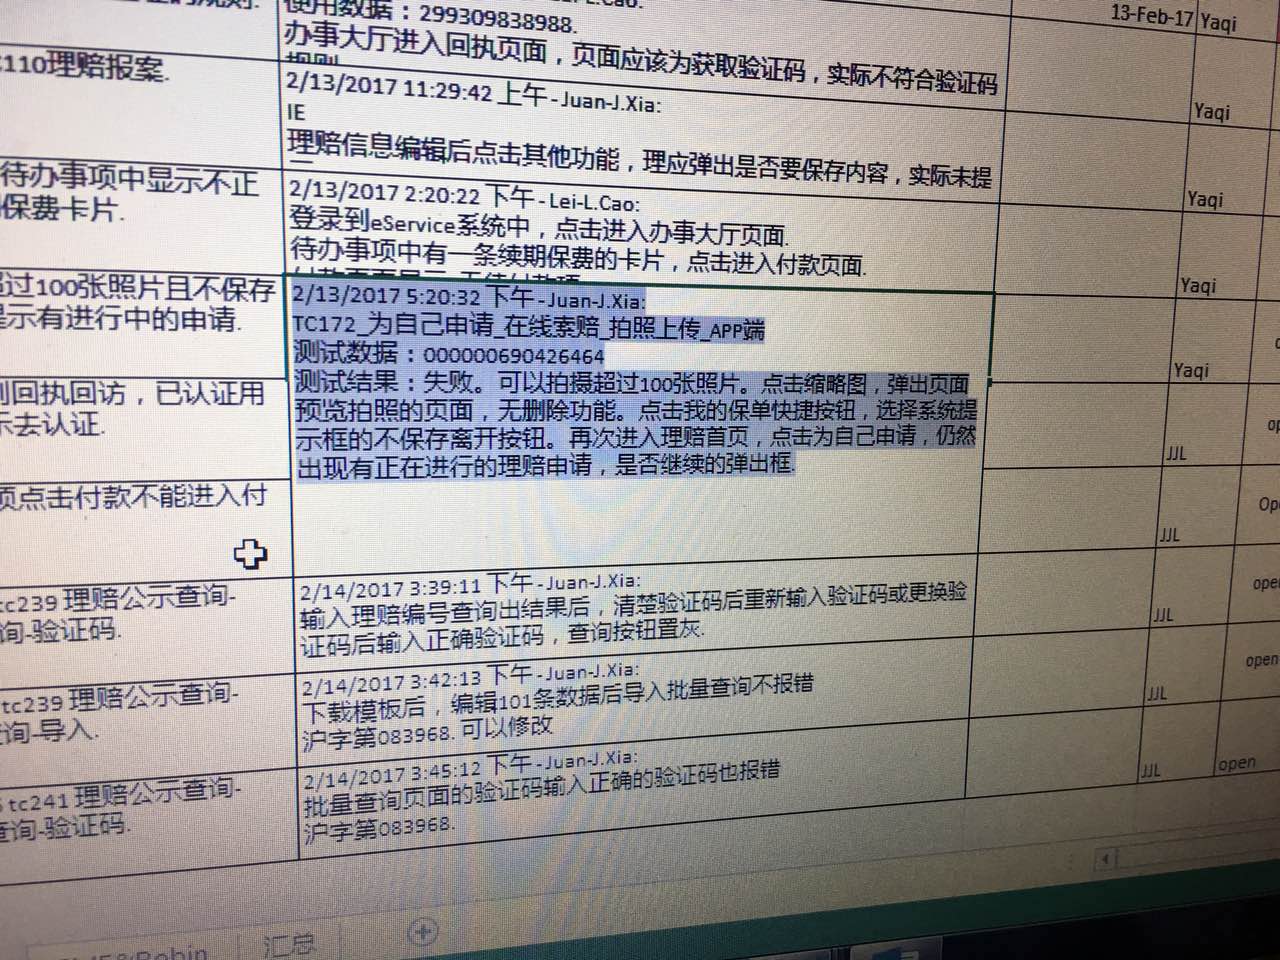 使用数据：299309838988.
13-Feb-17 Yaqi
办事大厅进入回执页面，页面应该为获取验证码，实际不符合验证码
规则.
110理赔报案.
2/13/2017 11:29:42 上午 - Juan-J.Xia:
IE
理赔信息编辑后点击其他功能，理应弹出是否要保存内容，实际未提
Yaqi
待办事项中显示不正
保费卡片.
2/13/2017 2:20:22 下午 - Lei-L.Cao:
登录到eService系统中，点击进入办事大厅页面.
待办事项中有一条续期保费的卡片，点击进入付款页面.
Yaqi
超过100张照片且不保存
显示有进行中的申请.
2/13/2017 5:20:32 下午 - Juan-J.Xia:
TC172_为自己申请_在线索赔_拍照上传_APP端
测试数据：000000690426464
测试结果：失败。可以拍摄超过100张照片。点击缩略图，弹出页面
预览拍照的页面，无删除功能。点击我的保单快捷按钮，选择系统提
示框的不保存离开按钮。再次进入理赔首页，点击为自己申请，仍然
出现有正在进行的理赔申请，是否继续的弹出框.
Yaqi
Yaqi
回执回访，已认证用
示去认证.
JJL
op
项点击付款不能进入付
JJL
Op
tc239 理赔公示查询-
询-验证码.
2/14/2017 3:39:11 下午 - Juan-J.Xia:
输入理赔编号查询出结果后，清楚验证码后重新输入验证码或更换验
证码后输入正确验证码，查询按钮置灰.
JJL
ope
tc239 理赔公示查询-
查询-导入.
2/14/2017 3:42:13 下午 - Juan-J.Xia:
下载模板后，编辑101条数据后导入批量查询不报错
沪字第083968. 可以修改
JJL
open
tc241 理赔公示查询-
查询-验证码.
2/14/2017 3:45:12 下午 - Juan-J.Xia:
批量查询页面的验证码输入正确的验证码也报错
沪字第083968.
JJL
open
汇总